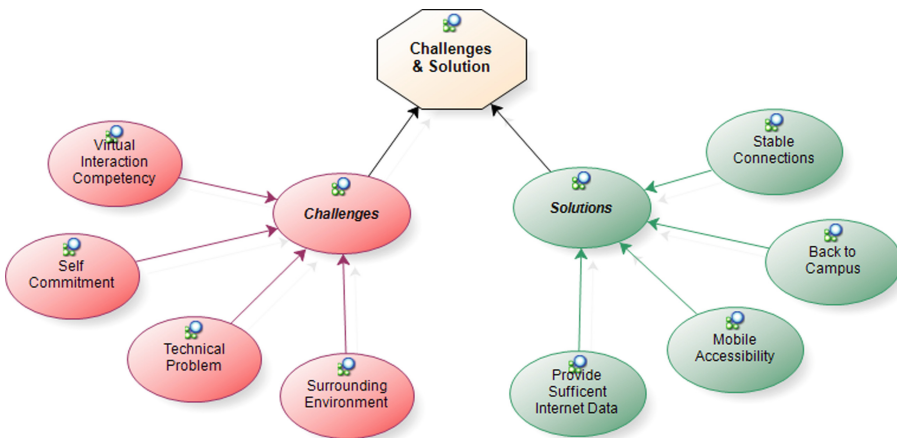 Challenges
& Solution
Virtual
Interaction
Competency
Stable
Connections
Challenges
Solutions
Self
Commitment
Back to
Campus
Technical
Problem
Mobile
Accessibility
Surrounding
Environment
Provide
Sufficent
Internet Data